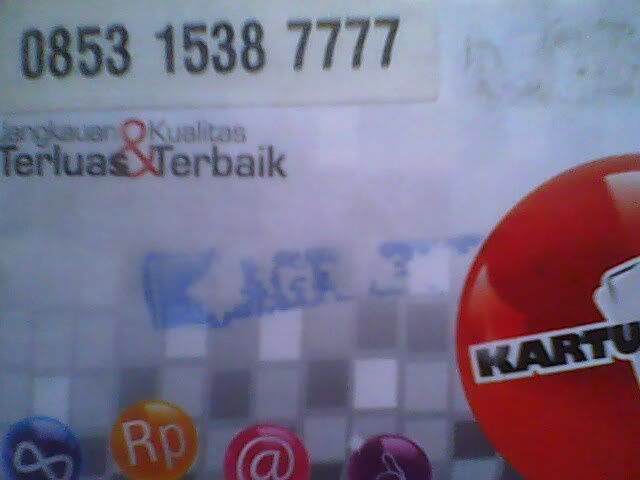 0853 1538 7777
Jangkauan & Kualitas
Terluas & Terbaik
KARTU
Rp
@